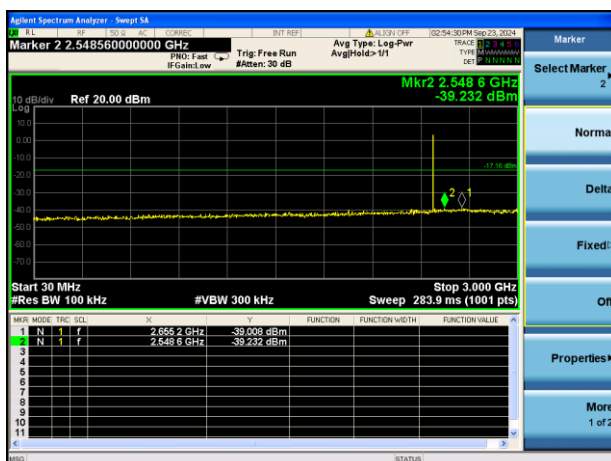 Agilent Spectrum Analyzer - Swept SA
RL RF 50 Ω AC CORREC INT REF ALIGN OFF 02:54:30 PM Sep 23, 2024
Marker 2 2.548560000000 GHz
PNO: Fast
IFGain:Low
Trig: Free Run
#Atten: 30 dB
Avg Type: Log-Pwr
Avg|Hold:>1/1
TRACE 1 2 3 4 5 6
TYPE M WWWWW
DET P N N N N N
Mkr2 2.548 6 GHz
-39.232 dBm
10 dB/div Ref 20.00 dBm
Log
10.0
0.00
-10.0
-20.0
-30.0
-40.0
-50.0
-60.0
-70.0
-17.16 dBm
2 1
Start 30 MHz Stop 3.000 GHz
#Res BW 100 kHz #VBW 300 kHz Sweep 283.9 ms (1001 pts)
MKR MODE TRC SCL X Y FUNCTION FUNCTION WIDTH FUNCTION VALUE
1 N 1 f 2.655 2 GHz -39.008 dBm
2 N 1 f 2.548 6 GHz -39.232 dBm
3
4
5
6
7
8
9
10
11
MSG STATUS
Marker
Select Marker
2
Norma
Delta
Fixed
Off
Properties
More
1 of 2